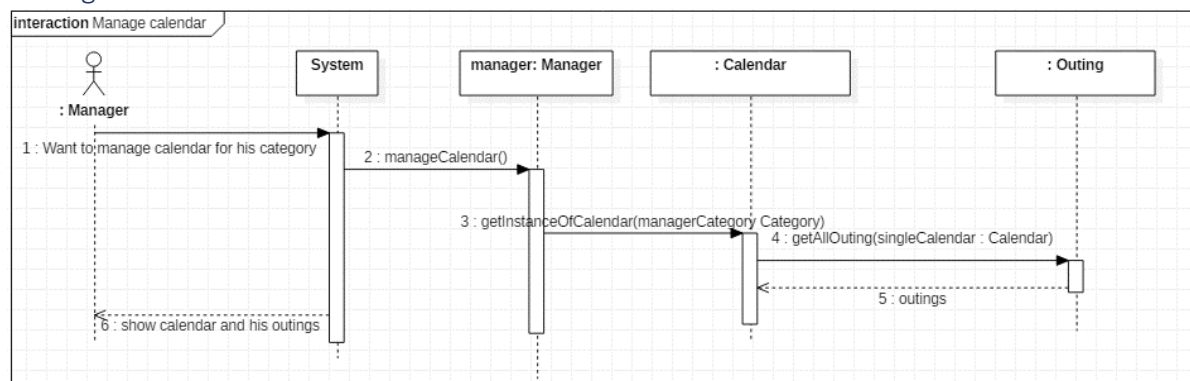 interaction Manage calendar
System
manager: Manager
: Calendar
: Outing
: Manager
1 : Want to manage calendar for his category
2 : manageCalendar()
3 : getInstanceOfCalendar(managerCategory Category)
4 : getAllOuting(singleCalendar : Calendar)
5 : outings
6 : show calendar and his outings